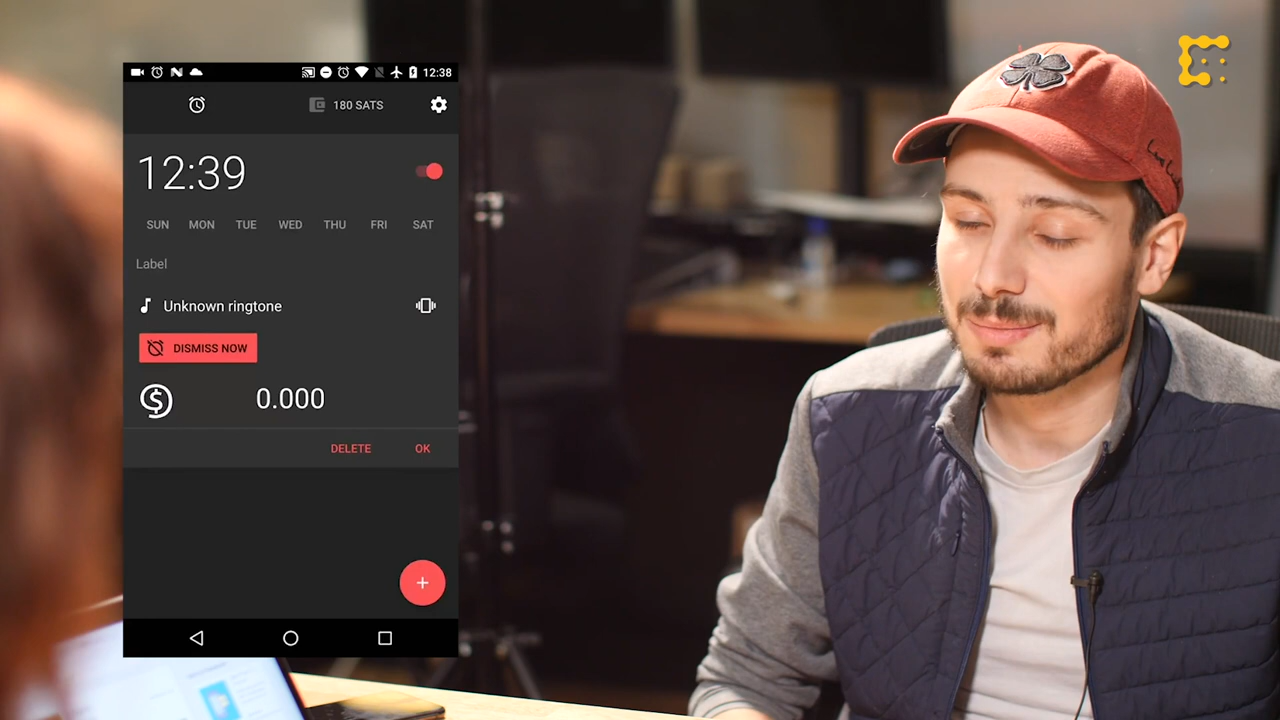 12:38
180 SATS
12:39
SUN MON TUE WED THU FRI SAT
Label
Unknown ringtone
DISMISS NOW
0.000
DELETE OK